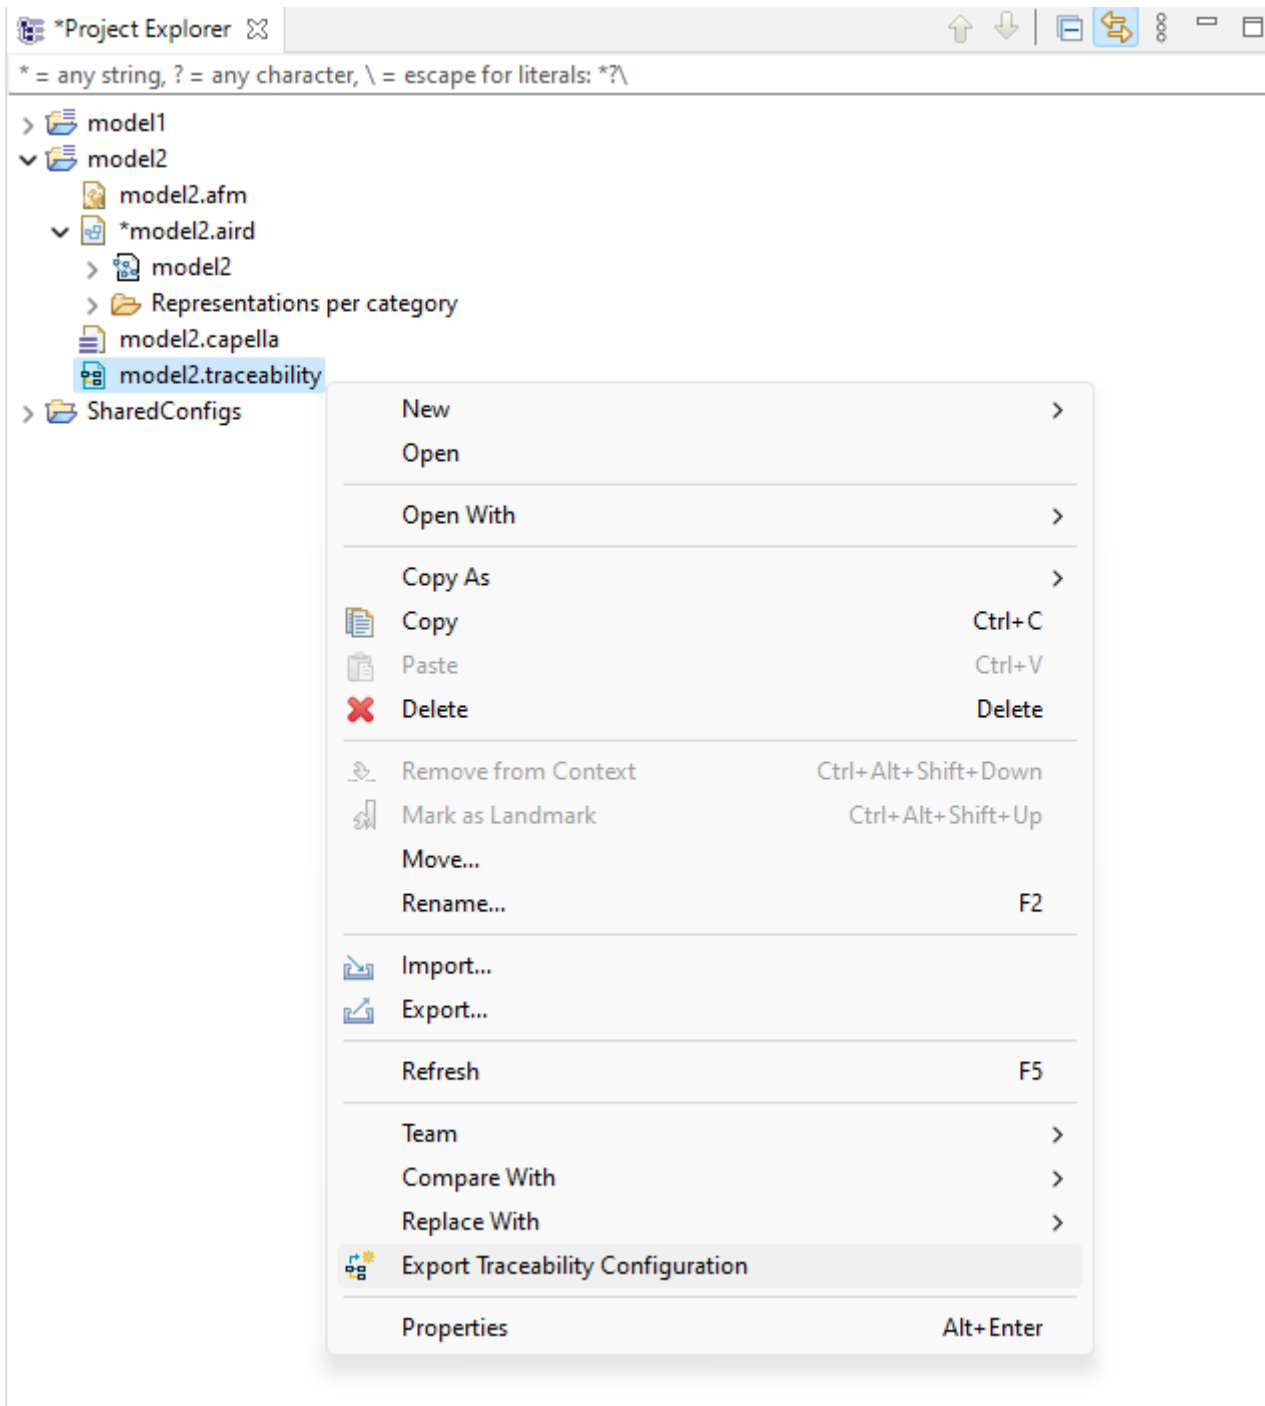 *Project Explorer
* = any string, ? = any character, \ = escape for literals: *?\
model1
model2
model2.afm
*model2.aird
model2
Representations per category
model2.capella
model2.traceability
SharedConfigs
New
Open
Open With
Copy As
Copy Ctrl+C
Paste Ctrl+V
Delete Delete
Remove from Context Ctrl+Alt+Shift+Down
Mark as Landmark Ctrl+Alt+Shift+Up
Move...
Rename... F2
Import...
Export...
Refresh F5
Team
Compare With
Replace With
Export Traceability Configuration
Properties Alt+Enter